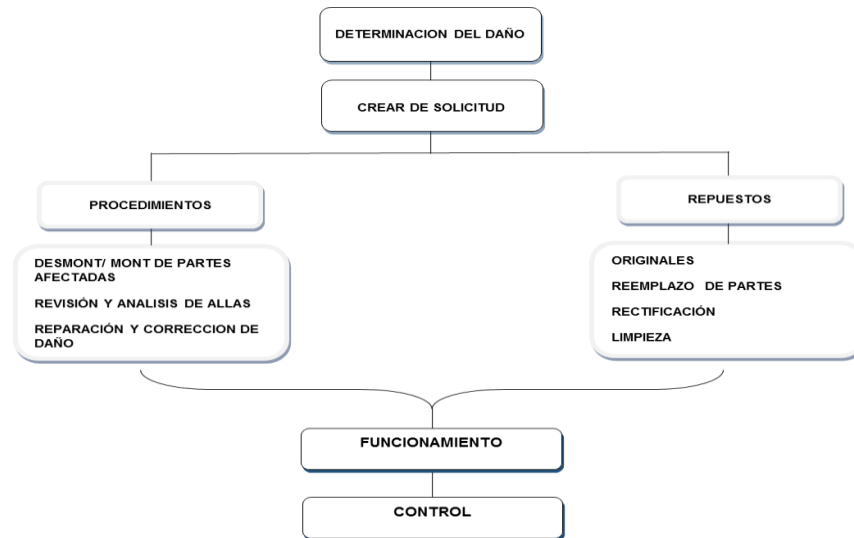 DETERMINACION DEL DAÑO
CREAR DE SOLICITUD
PROCEDIMIENTOS
DESMONT/ MONT DE PARTES
AFECTADAS
REVISIÓN Y ANALISIS DE ALLAS
REPARACIÓN Y CORRECCION DE
DAÑO
REPUESTOS
ORIGINALES
REEMPLAZO DE PARTES
RECTIFICACIÓN
LIMPIEZA
FUNCIONAMIENTO
CONTROL